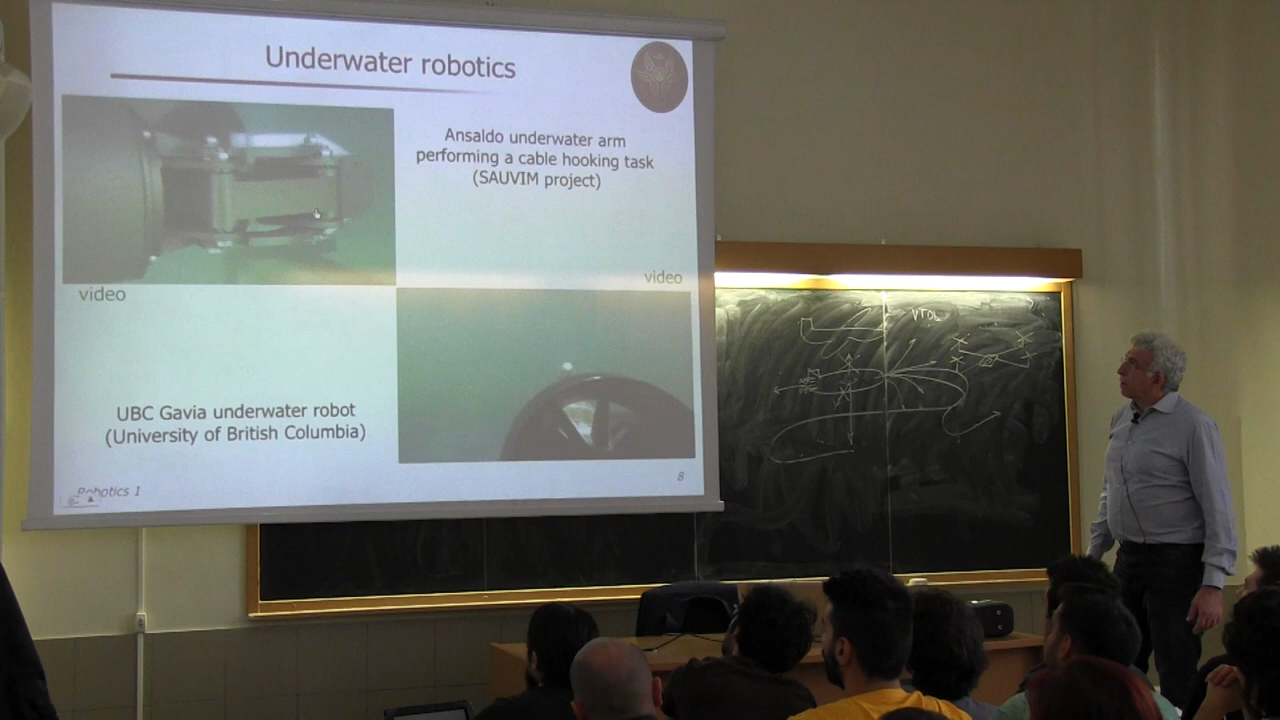 Underwater robotics
Ansaldo underwater arm
performing a cable hooking task
(SAUVIM project)
video
video
UBC Gavia underwater robot
(University of British Columbia)
Robotics 1
8
VTOL